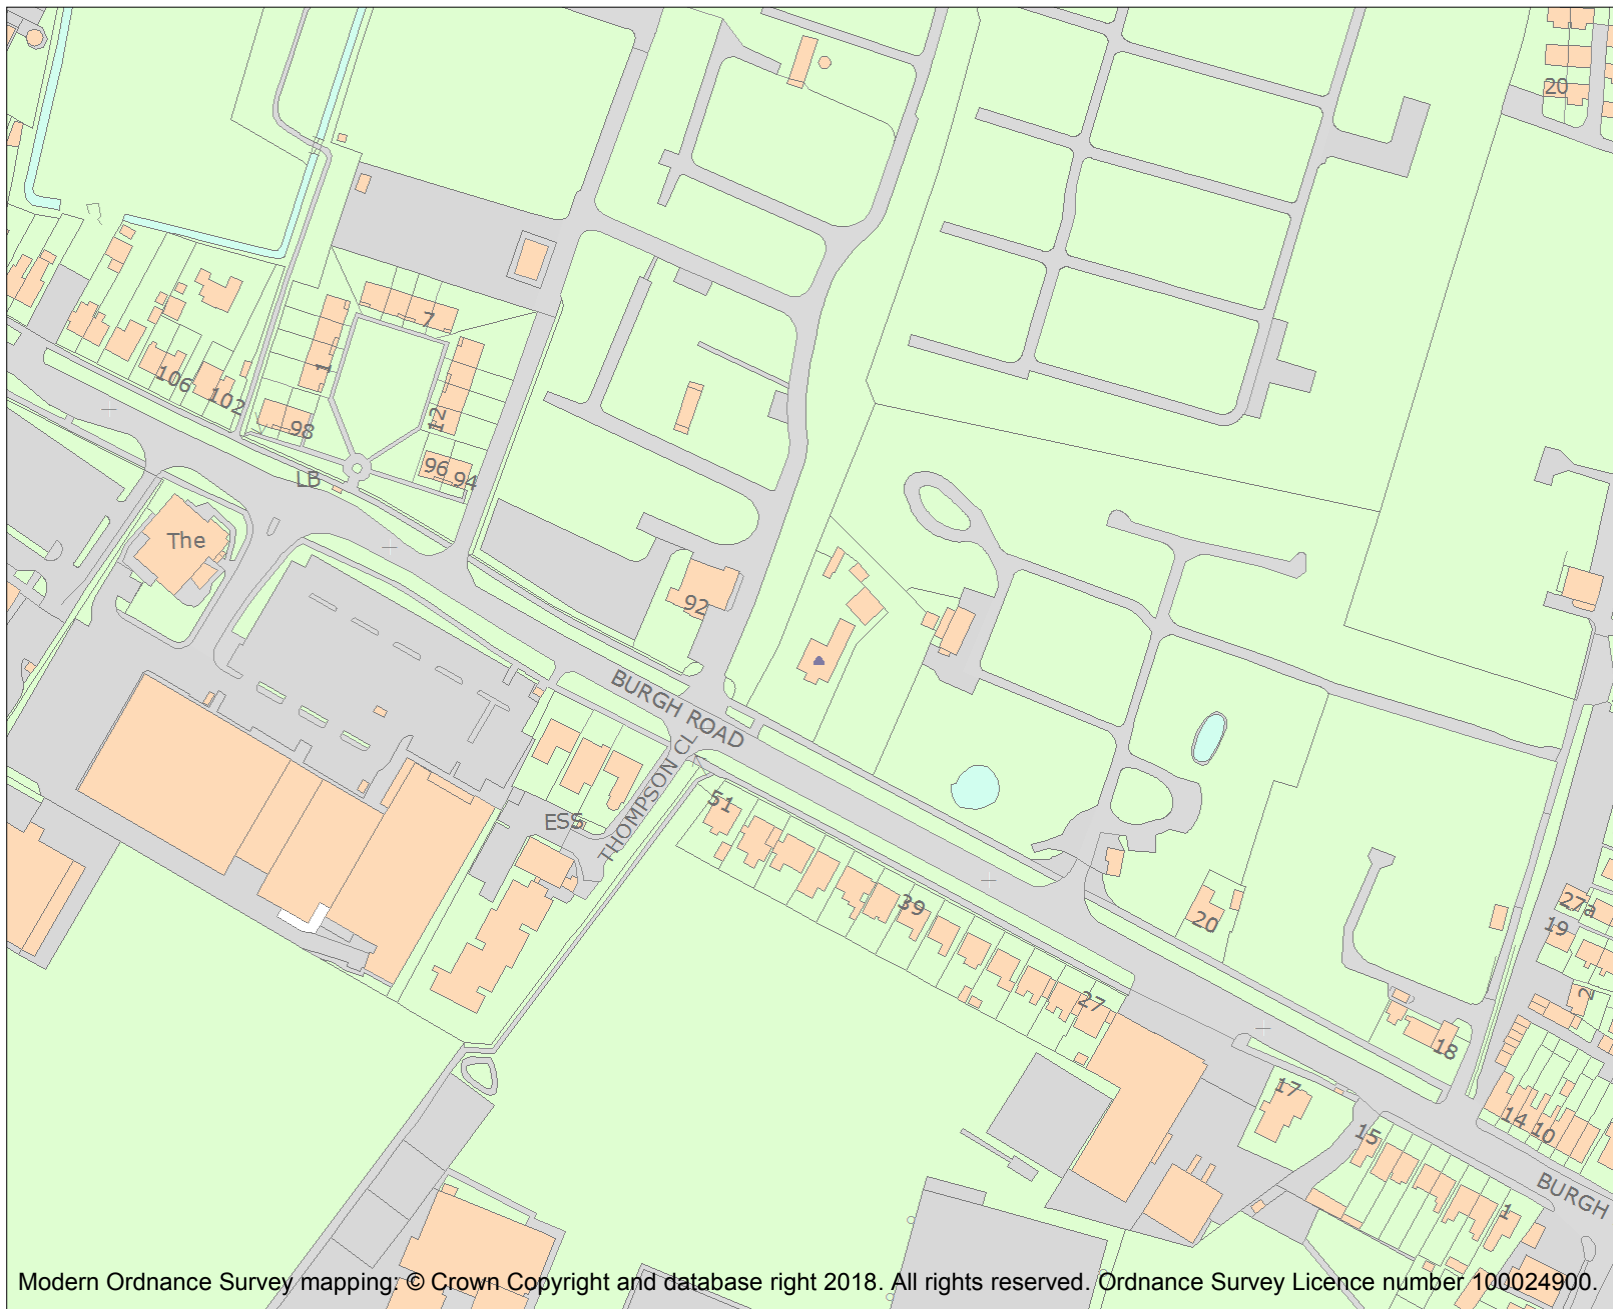 20
7
1
106
102
12
98
96
94
LB
The
92
BURGH ROAD
THOMPSON CL
51
ESS
39
20
27a
19
2
27
18
17
14
10
15
1
BURGH
Modern Ordnance Survey mapping: © Crown Copyright and database right 2018. All rights reserved. Ordnance Survey Licence number 100024900.